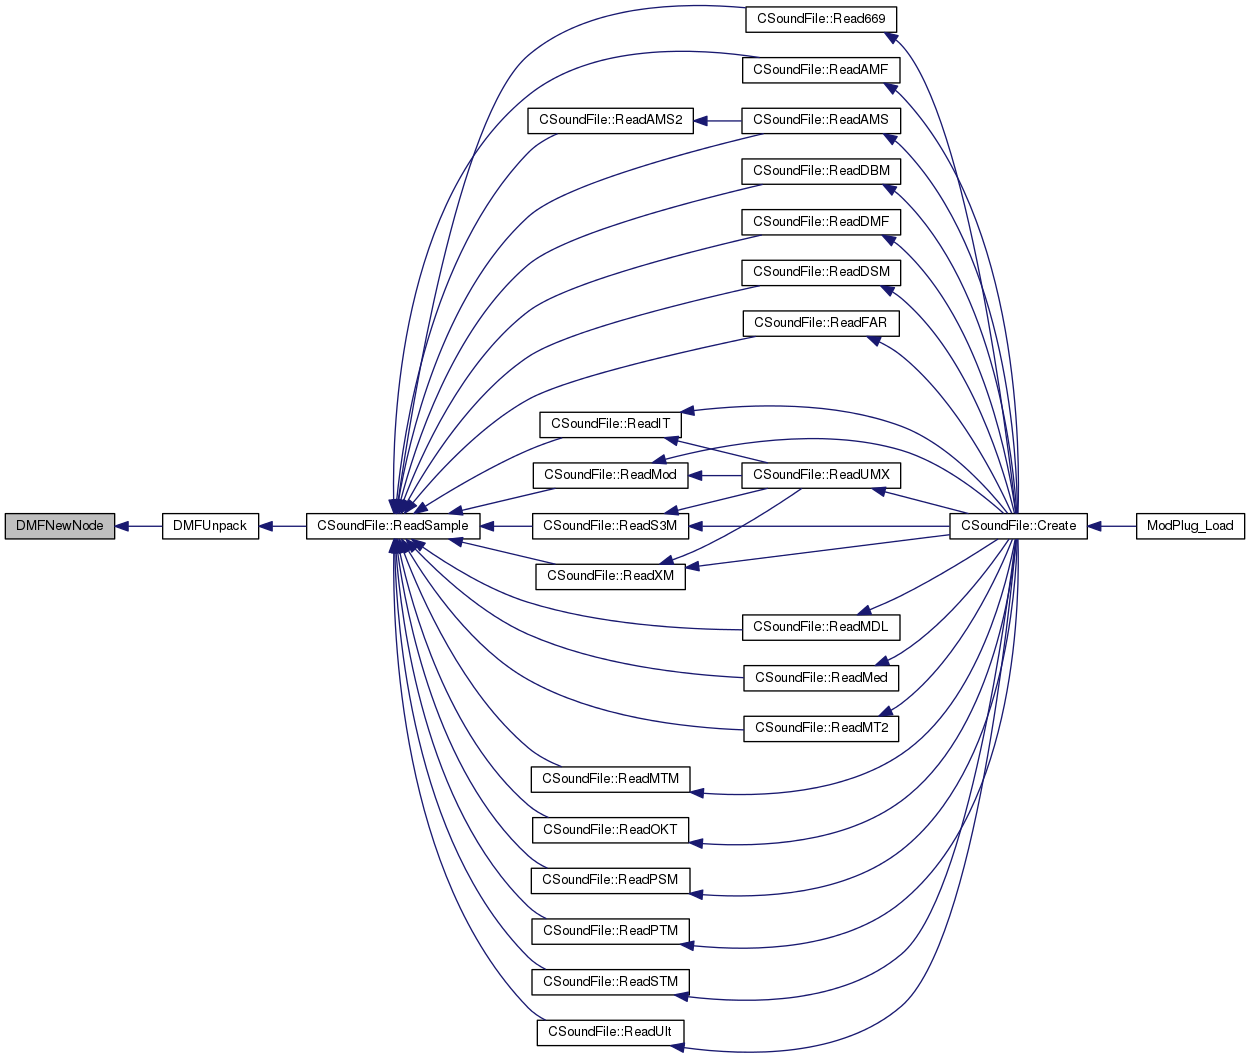 CSoundFile::Read669
CSoundFile::ReadAMF
CSoundFile::ReadAMS2
CSoundFile::ReadAMS
CSoundFile::ReadDBM
CSoundFile::ReadDMF
CSoundFile::ReadDSM
CSoundFile::ReadFAR
CSoundFile::ReadIT
CSoundFile::ReadMod
CSoundFile::ReadUMX
DMFNewNode
DMFUnpack
CSoundFile::ReadSample
CSoundFile::ReadS3M
CSoundFile::Create
ModPlug_Load
CSoundFile::ReadXM
CSoundFile::ReadMDL
CSoundFile::ReadMed
CSoundFile::ReadMT2
CSoundFile::ReadMTM
CSoundFile::ReadOKT
CSoundFile::ReadPSM
CSoundFile::ReadPTM
CSoundFile::ReadSTM
CSoundFile::ReadUlt